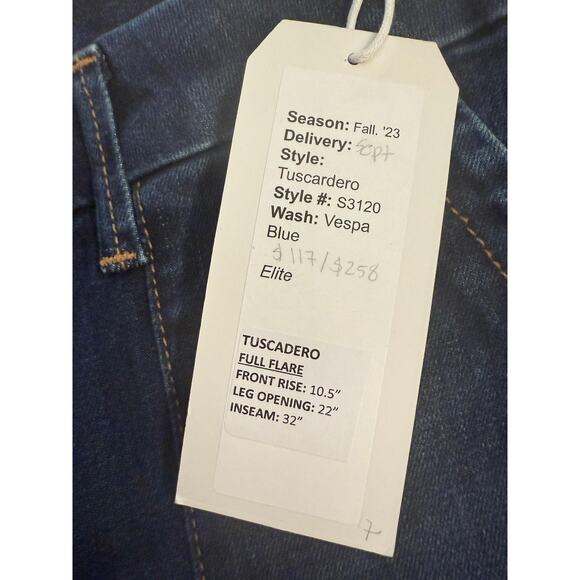 Season: Fall. '23
Delivery: Sept
Style:
Tuscardero
Style #: S3120
Wash: Vespa
Blue
$117/$258
Elite
TUSCADERO
FULL FLARE
FRONT RISE: 10.5”
LEG OPENING: 22”
INSEAM: 32”
7